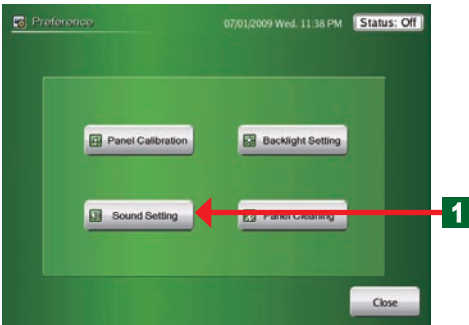 Preference
07/01/2009 Wed. 11:38 PM
Status: Off
Panel Calibration
Backlight Setting
Sound Setting
Panel Cleaning
1
Close